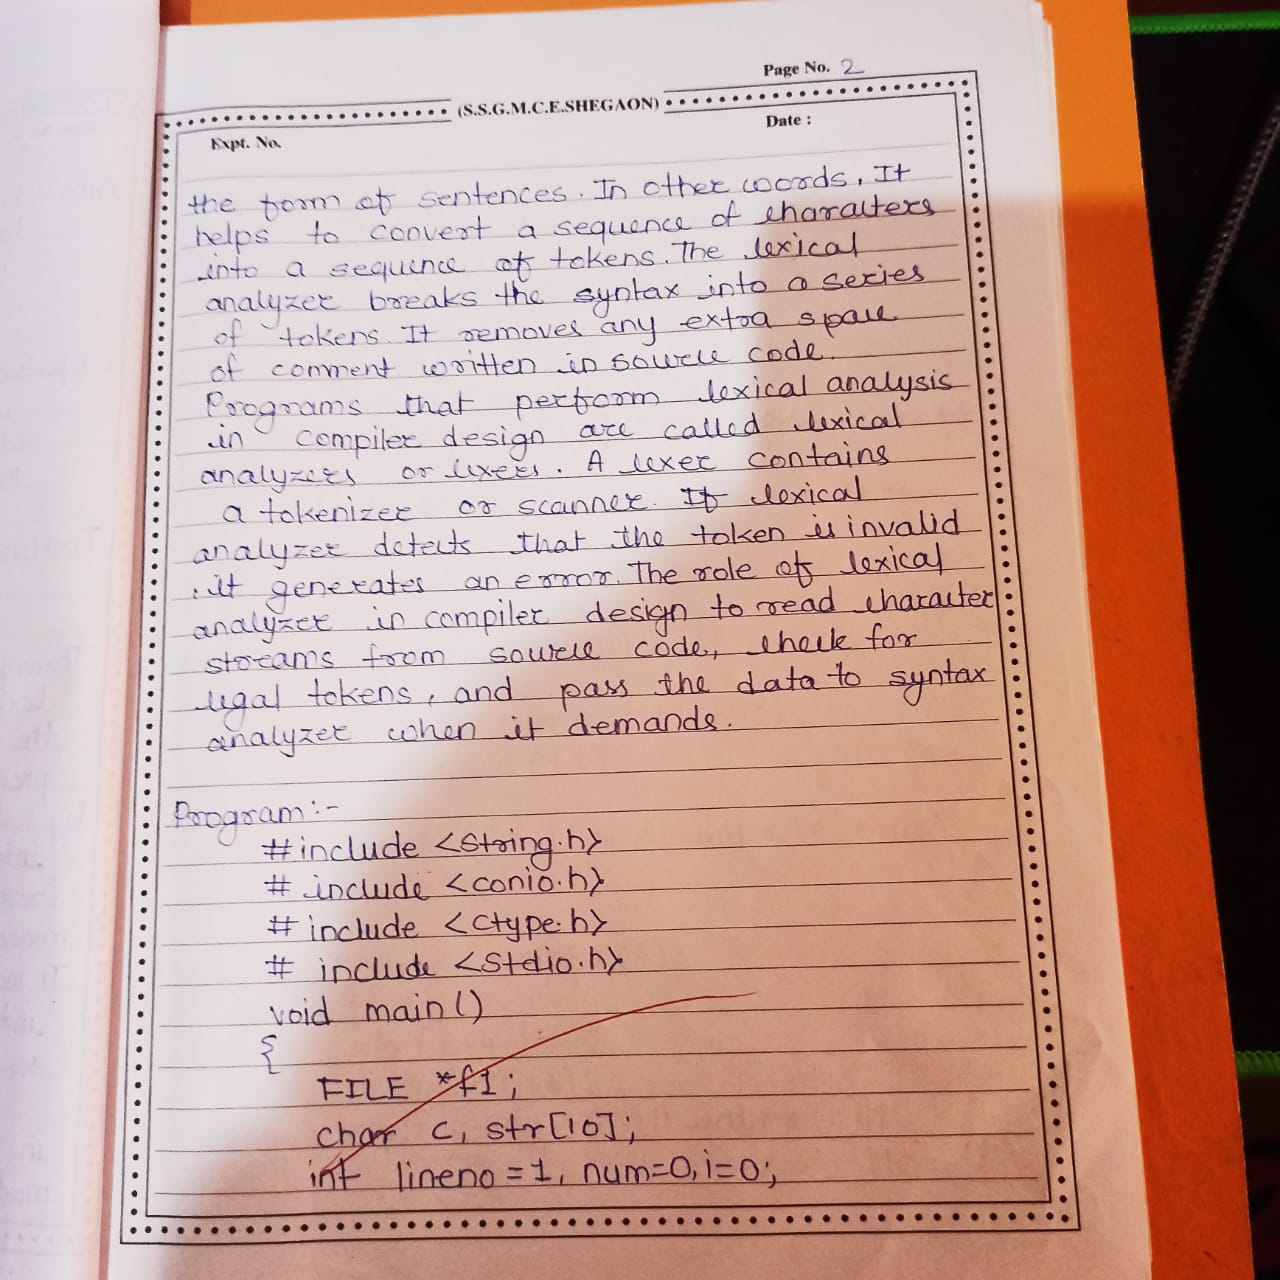 Page No. 2
(S.S.G.M.C.E.SHEGAON)
Expt. No.
Date :
the form of sentences. In other words, It
helps to convert a sequence of characters
into a sequence of tokens. The lexical
analyzer breaks the syntax into a series
of tokens. It removes any extra space
of comment written in source code.
Programs that perform lexical analysis
in compiler design are called lexical
analyzers or lexers. A lexer contains
a tokenizer or scanner. If lexical
analyzer detects that the token is invalid
, it generates an error. The role of lexical
analyzer in compiler design to read character
streams from source code, check for
legal tokens, and pass the data to syntax
analyzer when it demands.
Program:-
#include <string.h>
# include <conio.h>
# include <ctype.h>
# include <stdio.h>
void main()
{
FILE *f1;
char c, str[10];
int lineno=1, num=0,i=0;